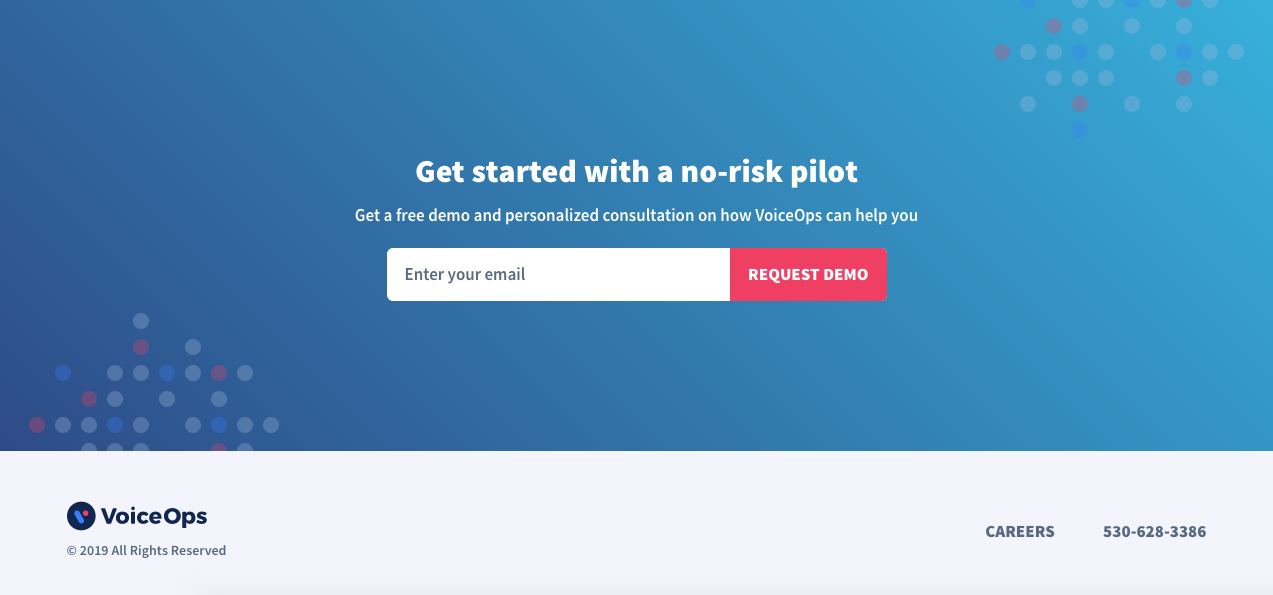 Get started with a no-risk pilot
Get a free demo and personalized consultation on how VoiceOps can help you
Enter your email
REQUEST DEMO
VoiceOps
© 2019 All Rights Reserved
CAREERS
530-628-3386